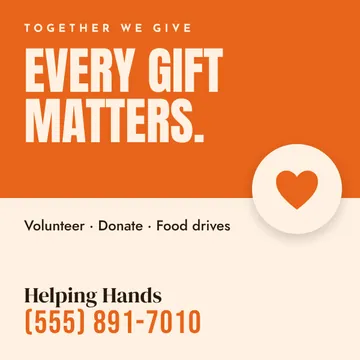 TOGETHER WE GIVE
EVERY GIFT
MATTERS.
Volunteer · Donate · Food drives
Helping Hands
(555) 891-7010